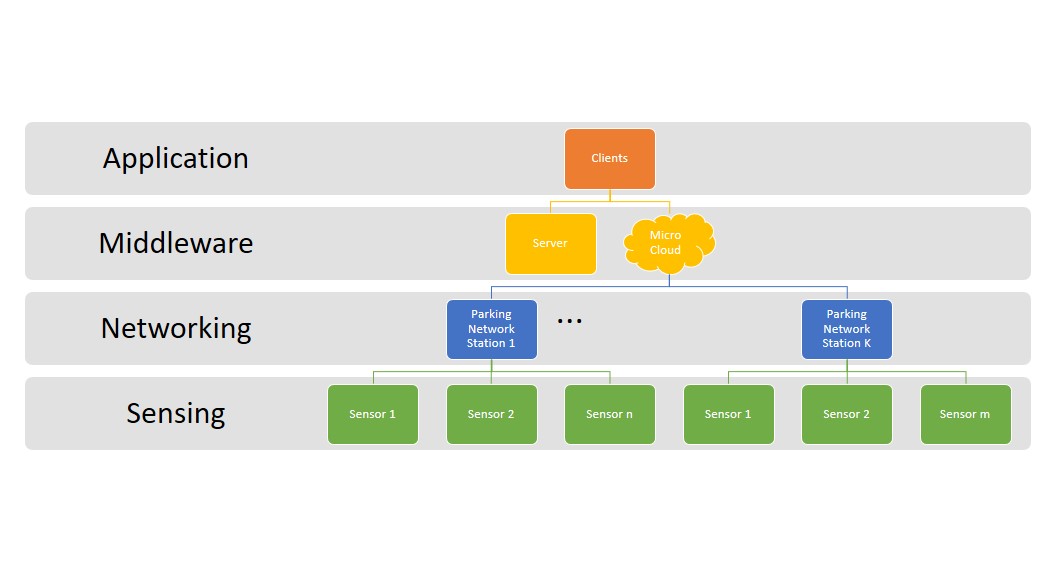 Application
Clients
Middleware
Server
Micro
Cloud
Networking
Parking
Network
Station 1
...
Parking
Network
Station K
Sensing
Sensor 1
Sensor 2
Sensor n
Sensor 1
Sensor 2
Sensor m